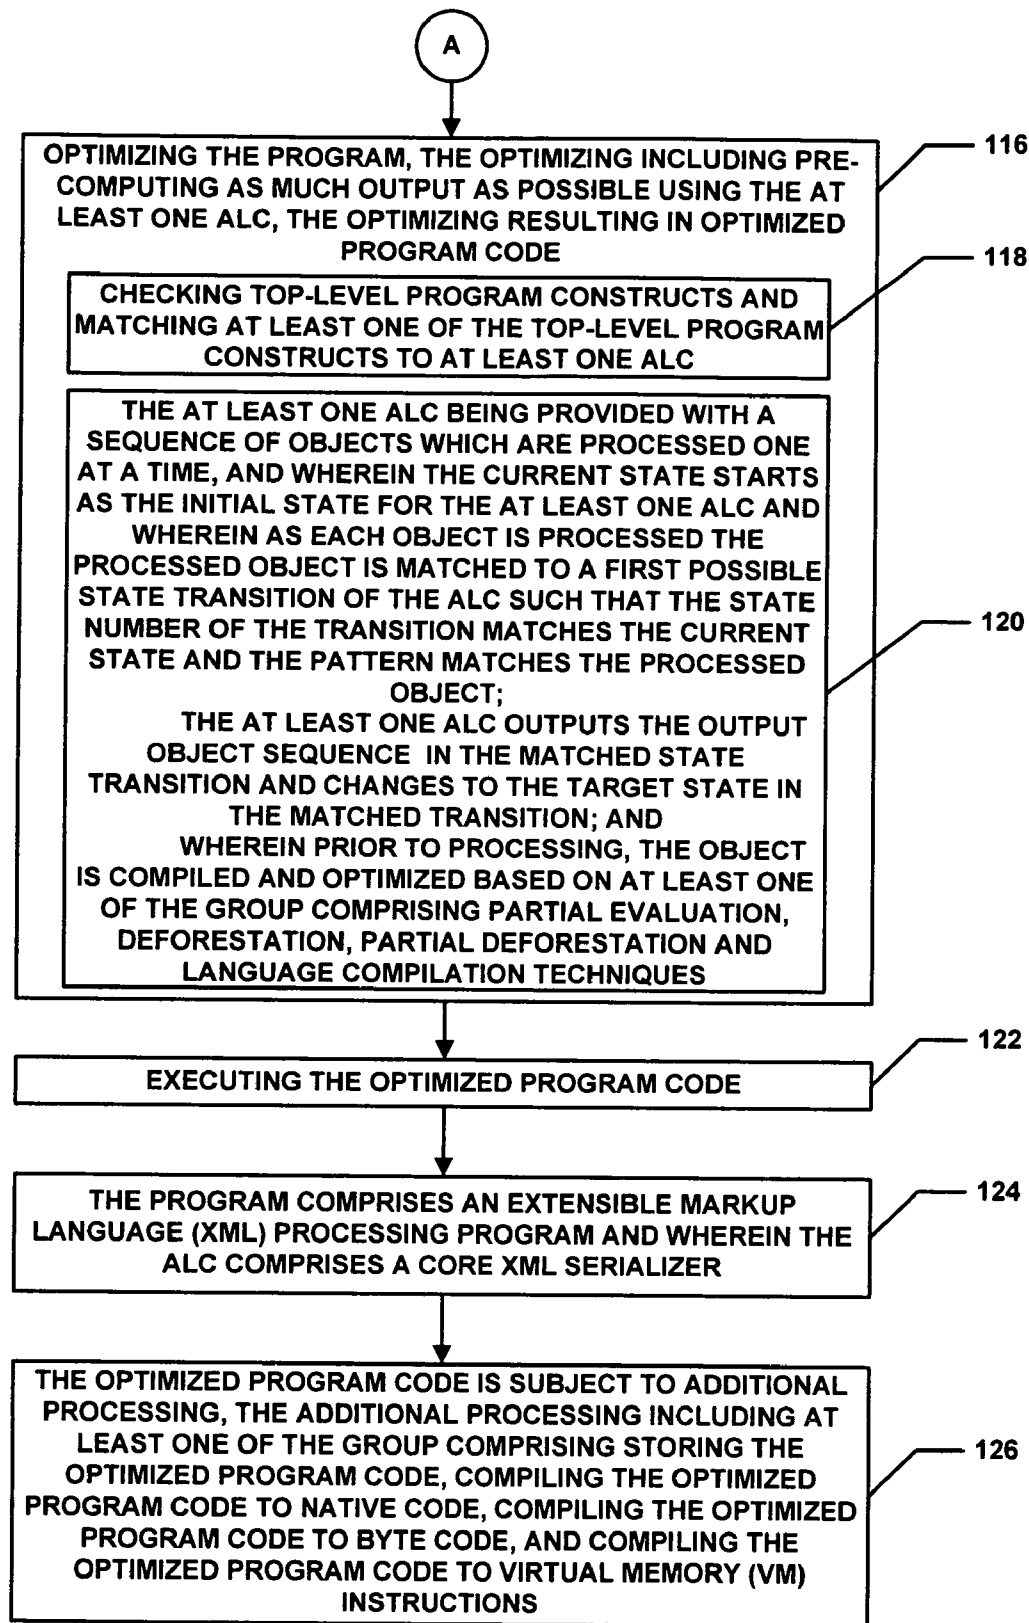 A
OPTIMIZING THE PROGRAM, THE OPTIMIZING INCLUDING PRE-
COMPUTING AS MUCH OUTPUT AS POSSIBLE USING THE AT
LEAST ONE ALC, THE OPTIMIZING RESULTING IN OPTIMIZED
PROGRAM CODE
116
CHECKING TOP-LEVEL PROGRAM CONSTRUCTS AND
MATCHING AT LEAST ONE OF THE TOP-LEVEL PROGRAM
CONSTRUCTS TO AT LEAST ONE ALC
118
THE AT LEAST ONE ALC BEING PROVIDED WITH A
SEQUENCE OF OBJECTS WHICH ARE PROCESSED ONE
AT A TIME, AND WHEREIN THE CURRENT STATE STARTS
AS THE INITIAL STATE FOR THE AT LEAST ONE ALC AND
WHEREIN AS EACH OBJECT IS PROCESSED THE
PROCESSED OBJECT IS MATCHED TO A FIRST POSSIBLE
STATE TRANSITION OF THE ALC SUCH THAT THE STATE
NUMBER OF THE TRANSITION MATCHES THE CURRENT
STATE AND THE PATTERN MATCHES THE PROCESSED
OBJECT;
THE AT LEAST ONE ALC OUTPUTS THE OUTPUT
OBJECT SEQUENCE IN THE MATCHED STATE
TRANSITION AND CHANGES TO THE TARGET STATE IN
THE MATCHED TRANSITION; AND
WHEREIN PRIOR TO PROCESSING, THE OBJECT
IS COMPILED AND OPTIMIZED BASED ON AT LEAST ONE
OF THE GROUP COMPRISING PARTIAL EVALUATION,
DEFORESTATION, PARTIAL DEFORESTATION AND
LANGUAGE COMPILATION TECHNIQUES
120
EXECUTING THE OPTIMIZED PROGRAM CODE
122
THE PROGRAM COMPRISES AN EXTENSIBLE MARKUP
LANGUAGE (XML) PROCESSING PROGRAM AND WHEREIN THE
ALC COMPRISES A CORE XML SERIALIZER
124
THE OPTIMIZED PROGRAM CODE IS SUBJECT TO ADDITIONAL
PROCESSING, THE ADDITIONAL PROCESSING INCLUDING AT
LEAST ONE OF THE GROUP COMPRISING STORING THE
OPTIMIZED PROGRAM CODE, COMPILING THE OPTIMIZED
PROGRAM CODE TO NATIVE CODE, COMPILING THE OPTIMIZED
PROGRAM CODE TO BYTE CODE, AND COMPILING THE
OPTIMIZED PROGRAM CODE TO VIRTUAL MEMORY (VM)
INSTRUCTIONS
126